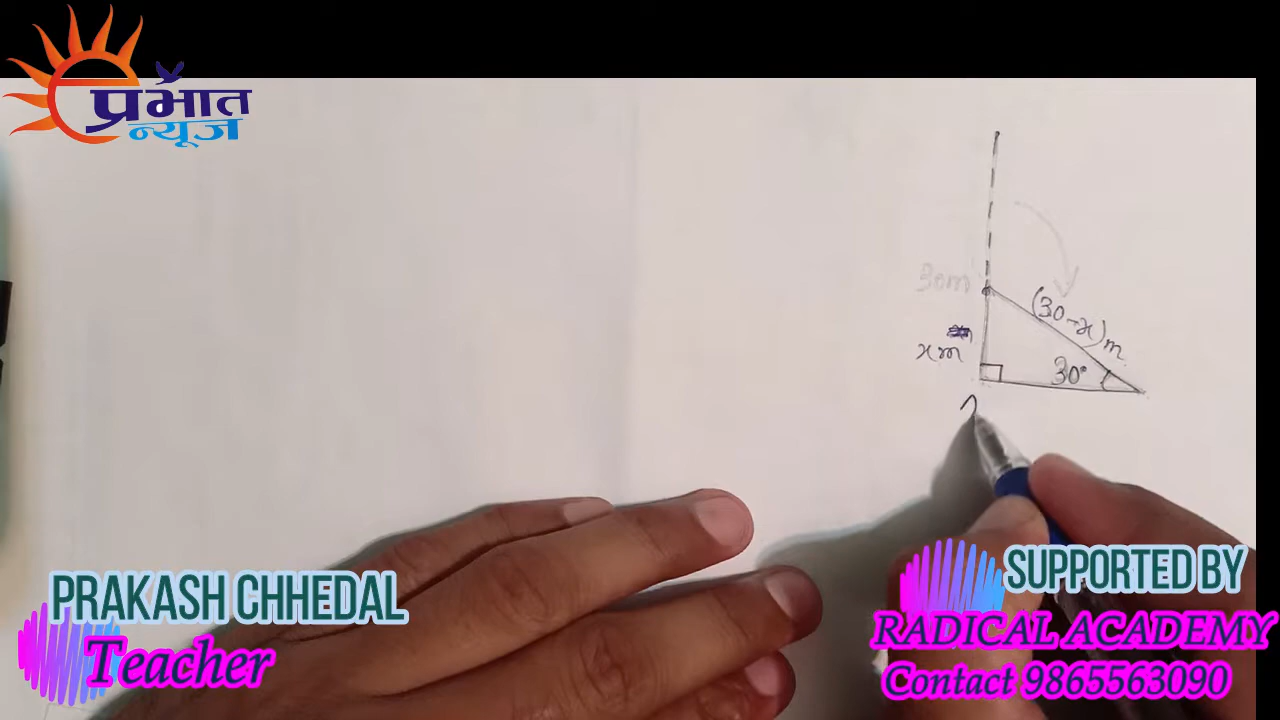 प्रभात
न्यूज
30m
(30-x)m
xm
30°
PRAKASH CHHEDAL
Teacher
SUPPORTED BY
RADICAL ACADEMY
Contact 9865563090